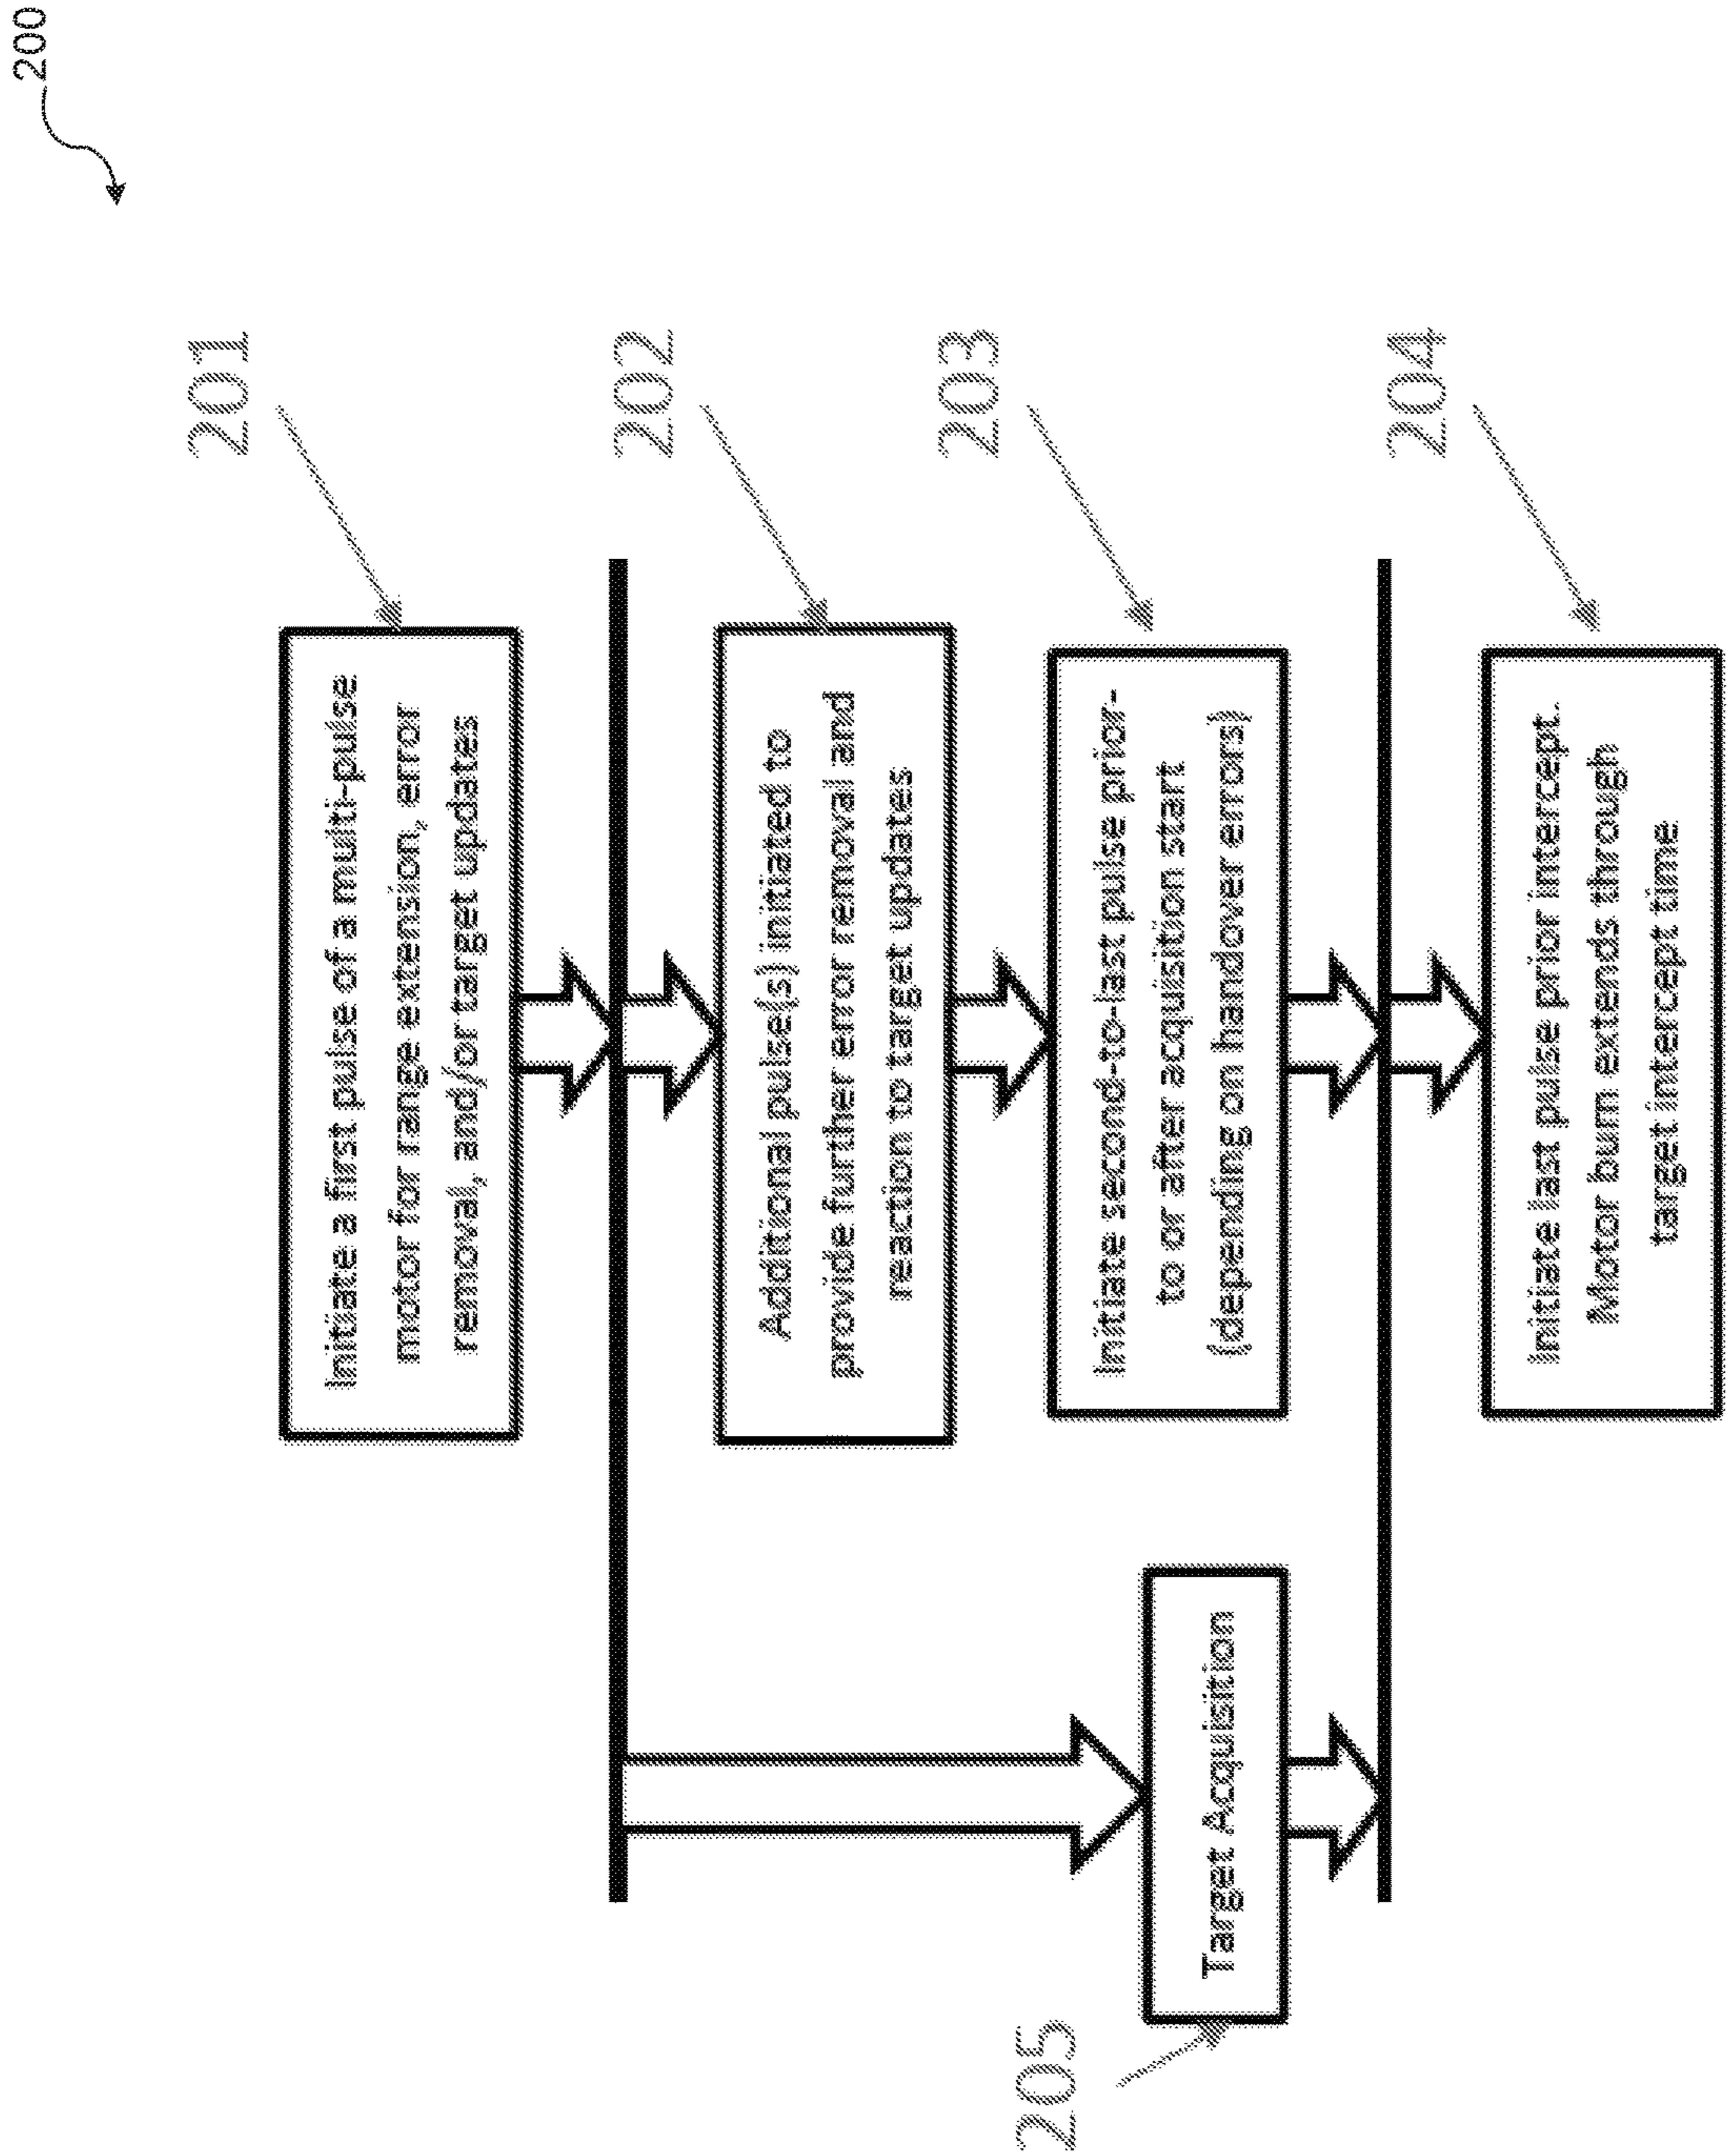 200
201
Initiate a first pulse of a multi-pulse
motor for range extension, error
removal, and/or target updates
202
Additional pulse(s) initiated to
provide further error removal and
reaction to target updates
203
Initiate second-to-last pulse prior-
to or after acquisition start
(depending on handover errors)
205
Target Acquisition
204
Initiate last pulse prior intercept.
Motor burn extends through
target intercept time